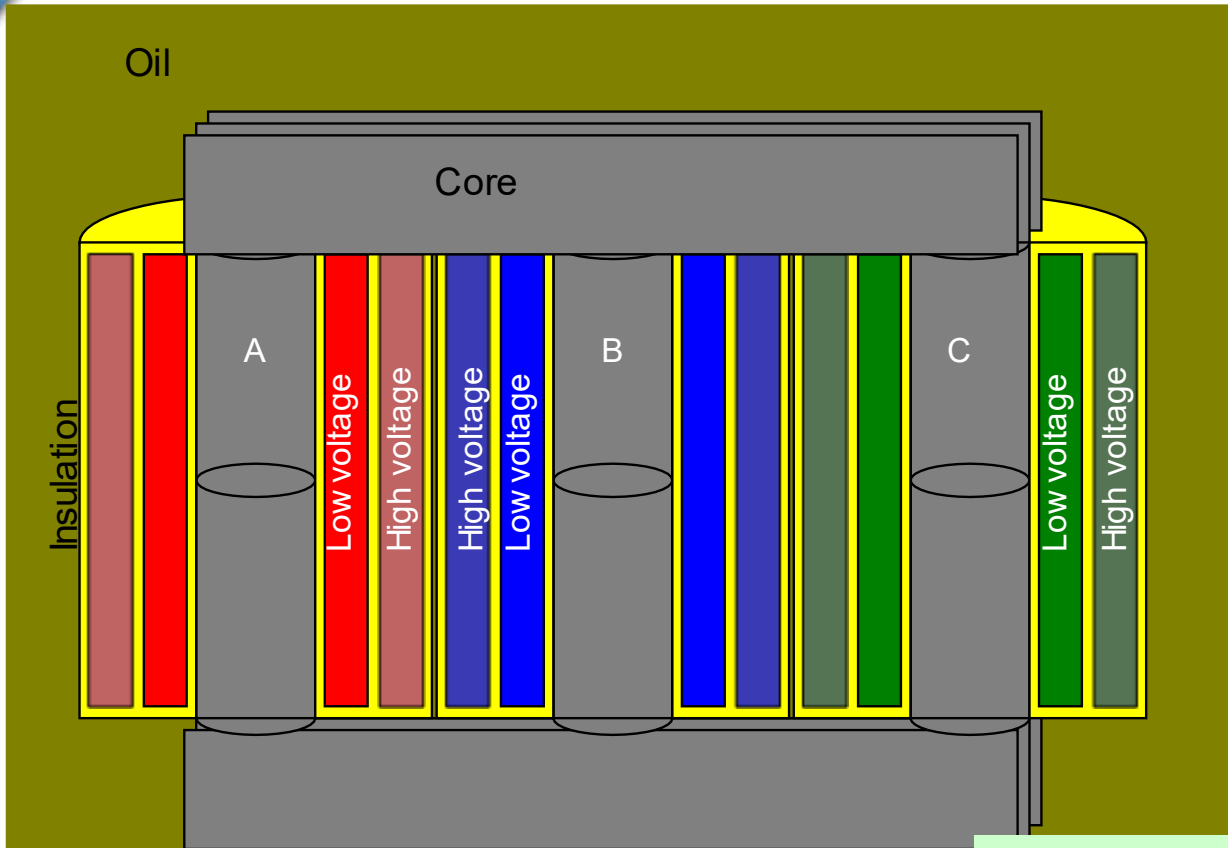 Oil
Core
A
B
C
Insulation
Low voltage
High voltage
High voltage
Low voltage
Low voltage
High voltage